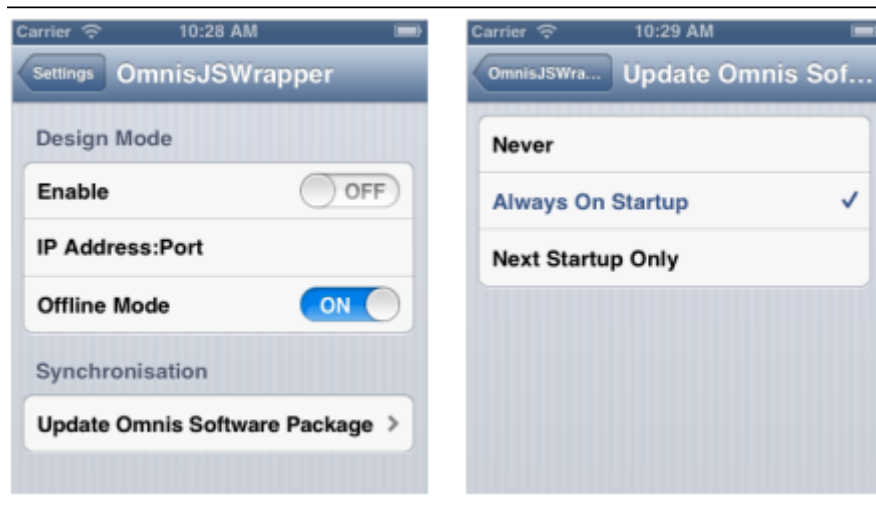 Carrier 10:28 AM
Settings OmnisJSWrapper
Design Mode
Enable OFF
IP Address:Port
Offline Mode ON
Synchronisation
Update Omnis Software Package
Carrier 10:29 AM
OmnisJSWra... Update Omnis Sof...
Never
Always On Startup
Next Startup Only